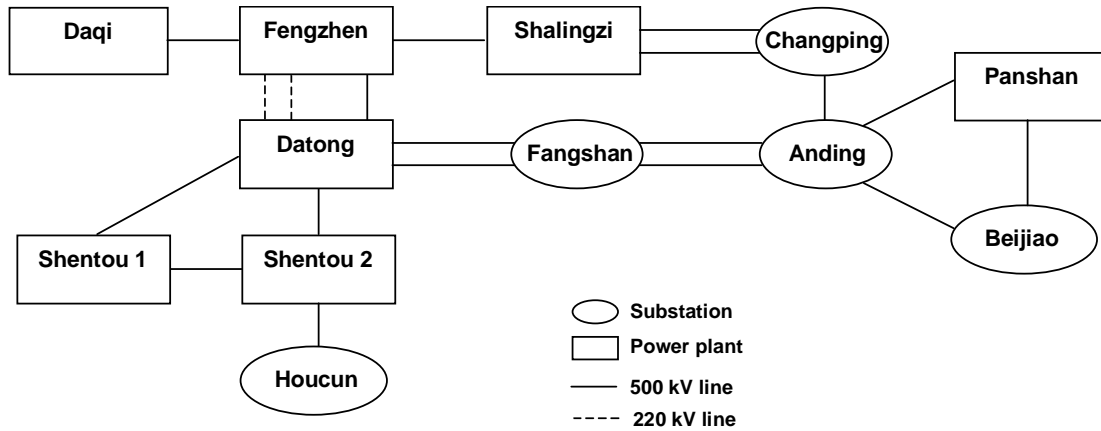 Daqi
Fengzhen
Shalingzi
Changping
Panshan
Datong
Fangshan
Anding
Shentou 1
Shentou 2
Beijiao
Houcun
Substation
Power plant
500 kV line
220 kV line